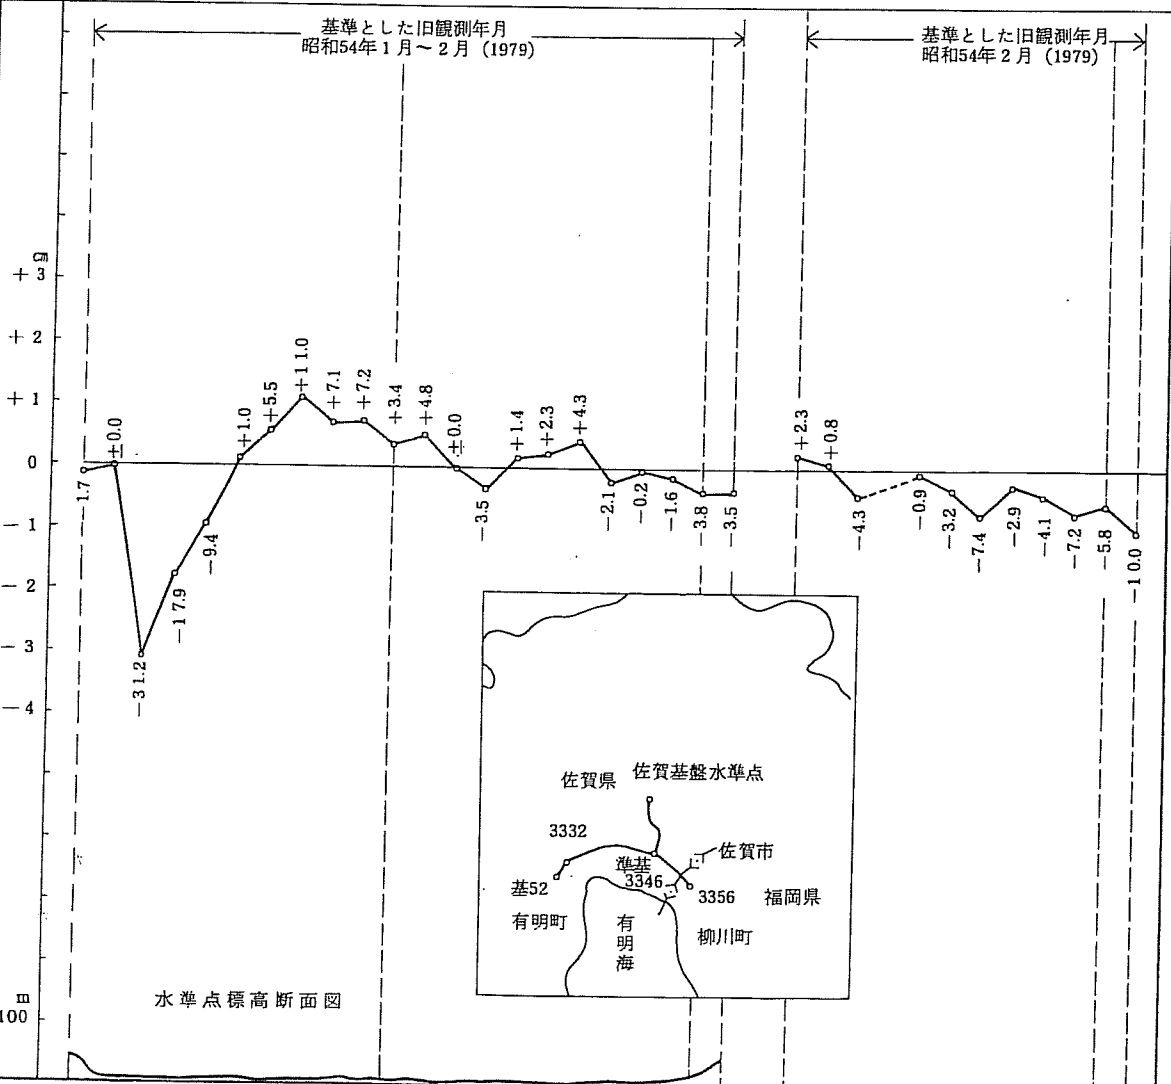 基準とした旧観測年月
昭和54年1月～2月 (1979)
基準とした旧観測年月
昭和54年2月 (1979)
cm
+3
+2
+1
0
-1
-2
-3
-4
-1.7
±0.0
-31.2
-17.9
-9.4
+1.0
+5.5
+11.0
+7.1
+7.2
+3.4
+4.8
±0.0
-3.5
+1.4
+2.3
+4.3
-2.1
-0.2
-1.6
-3.8
-3.5
+2.3
+0.8
-4.3
-0.9
-3.2
-7.4
-2.9
-4.1
-7.2
-5.8
-10.0
佐賀県
佐賀基盤水準点
3332
準基
3346
佐賀市
基52
3356
福岡県
有明町
有明海
柳川町
水準点標高断面図
m
100